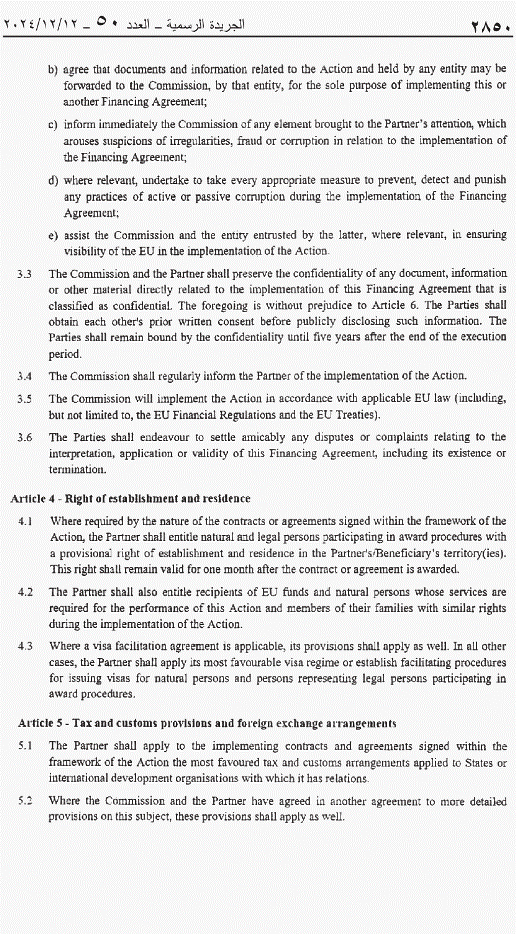 ٢٨٥٠ الجريدة الرسمية ـ العدد ٥٠ ـ ٢٠٢٤/١٢/١٢
b) agree that documents and information related to the Action and held by any entity may be
forwarded to the Commission, by that entity, for the sole purpose of implementing this or
another Financing Agreement;
c) inform immediately the Commission of any element brought to the Partner's attention, which
arouses suspicions of irregularities, fraud or corruption in relation to the implementation of
the Financing Agreement;
d) where relevant, undertake to take every appropriate measure to prevent, detect and punish
any practices of active or passive corruption during the implementation of the Financing
Agreement;
e) assist the Commission and the entity entrusted by the latter, where relevant, in ensuring
visibility of the EU in the implementation of the Action.
3.3 The Commission and the Partner shall preserve the confidentiality of any document, information
or other material directly related to the implementation of this Financing Agreement that is
classified as confidential. The foregoing is without prejudice to Article 6. The Parties shall
obtain each other's prior written consent before publicly disclosing such information. The
Parties shall remain bound by the confidentiality until five years after the end of the execution
period.
3.4 The Commission shall regularly inform the Partner of the implementation of the Action.
3.5 The Commission will implement the Action in accordance with applicable EU law (including,
but not limited to, the EU Financial Regulations and the EU Treaties).
3.6 The Parties shall endeavour to settle amicably any disputes or complaints relating to the
interpretation, application or validity of this Financing Agreement, including its existence or
termination.
Article 4 - Right of establishment and residence
4.1 Where required by the nature of the contracts or agreements signed within the framework of the
Action, the Partner shall entitle natural and legal persons participating in award procedures with
a provisional right of establishment and residence in the Partner's/Beneficiary's territory(ies).
This right shall remain valid for one month after the contract or agreement is awarded.
4.2 The Partner shall also entitle recipients of EU funds and natural persons whose services are
required for the performance of this Action and members of their families with similar rights
during the implementation of the Action.
4.3 Where a visa facilitation agreement is applicable, its provisions shall apply as well. In all other
cases, the Partner shall apply its most favourable visa regime or establish facilitating procedures
for issuing visas for natural persons and persons representing legal persons participating in
award procedures.
Article 5 - Tax and customs provisions and foreign exchange arrangements
5.1 The Partner shall apply to the implementing contracts and agreements signed within the
framework of the Action the most favoured tax and customs arrangements applied to States or
international development organisations with which it has relations.
5.2 Where the Commission and the Partner have agreed in another agreement to more detailed
provisions on this subject, these provisions shall apply as well.